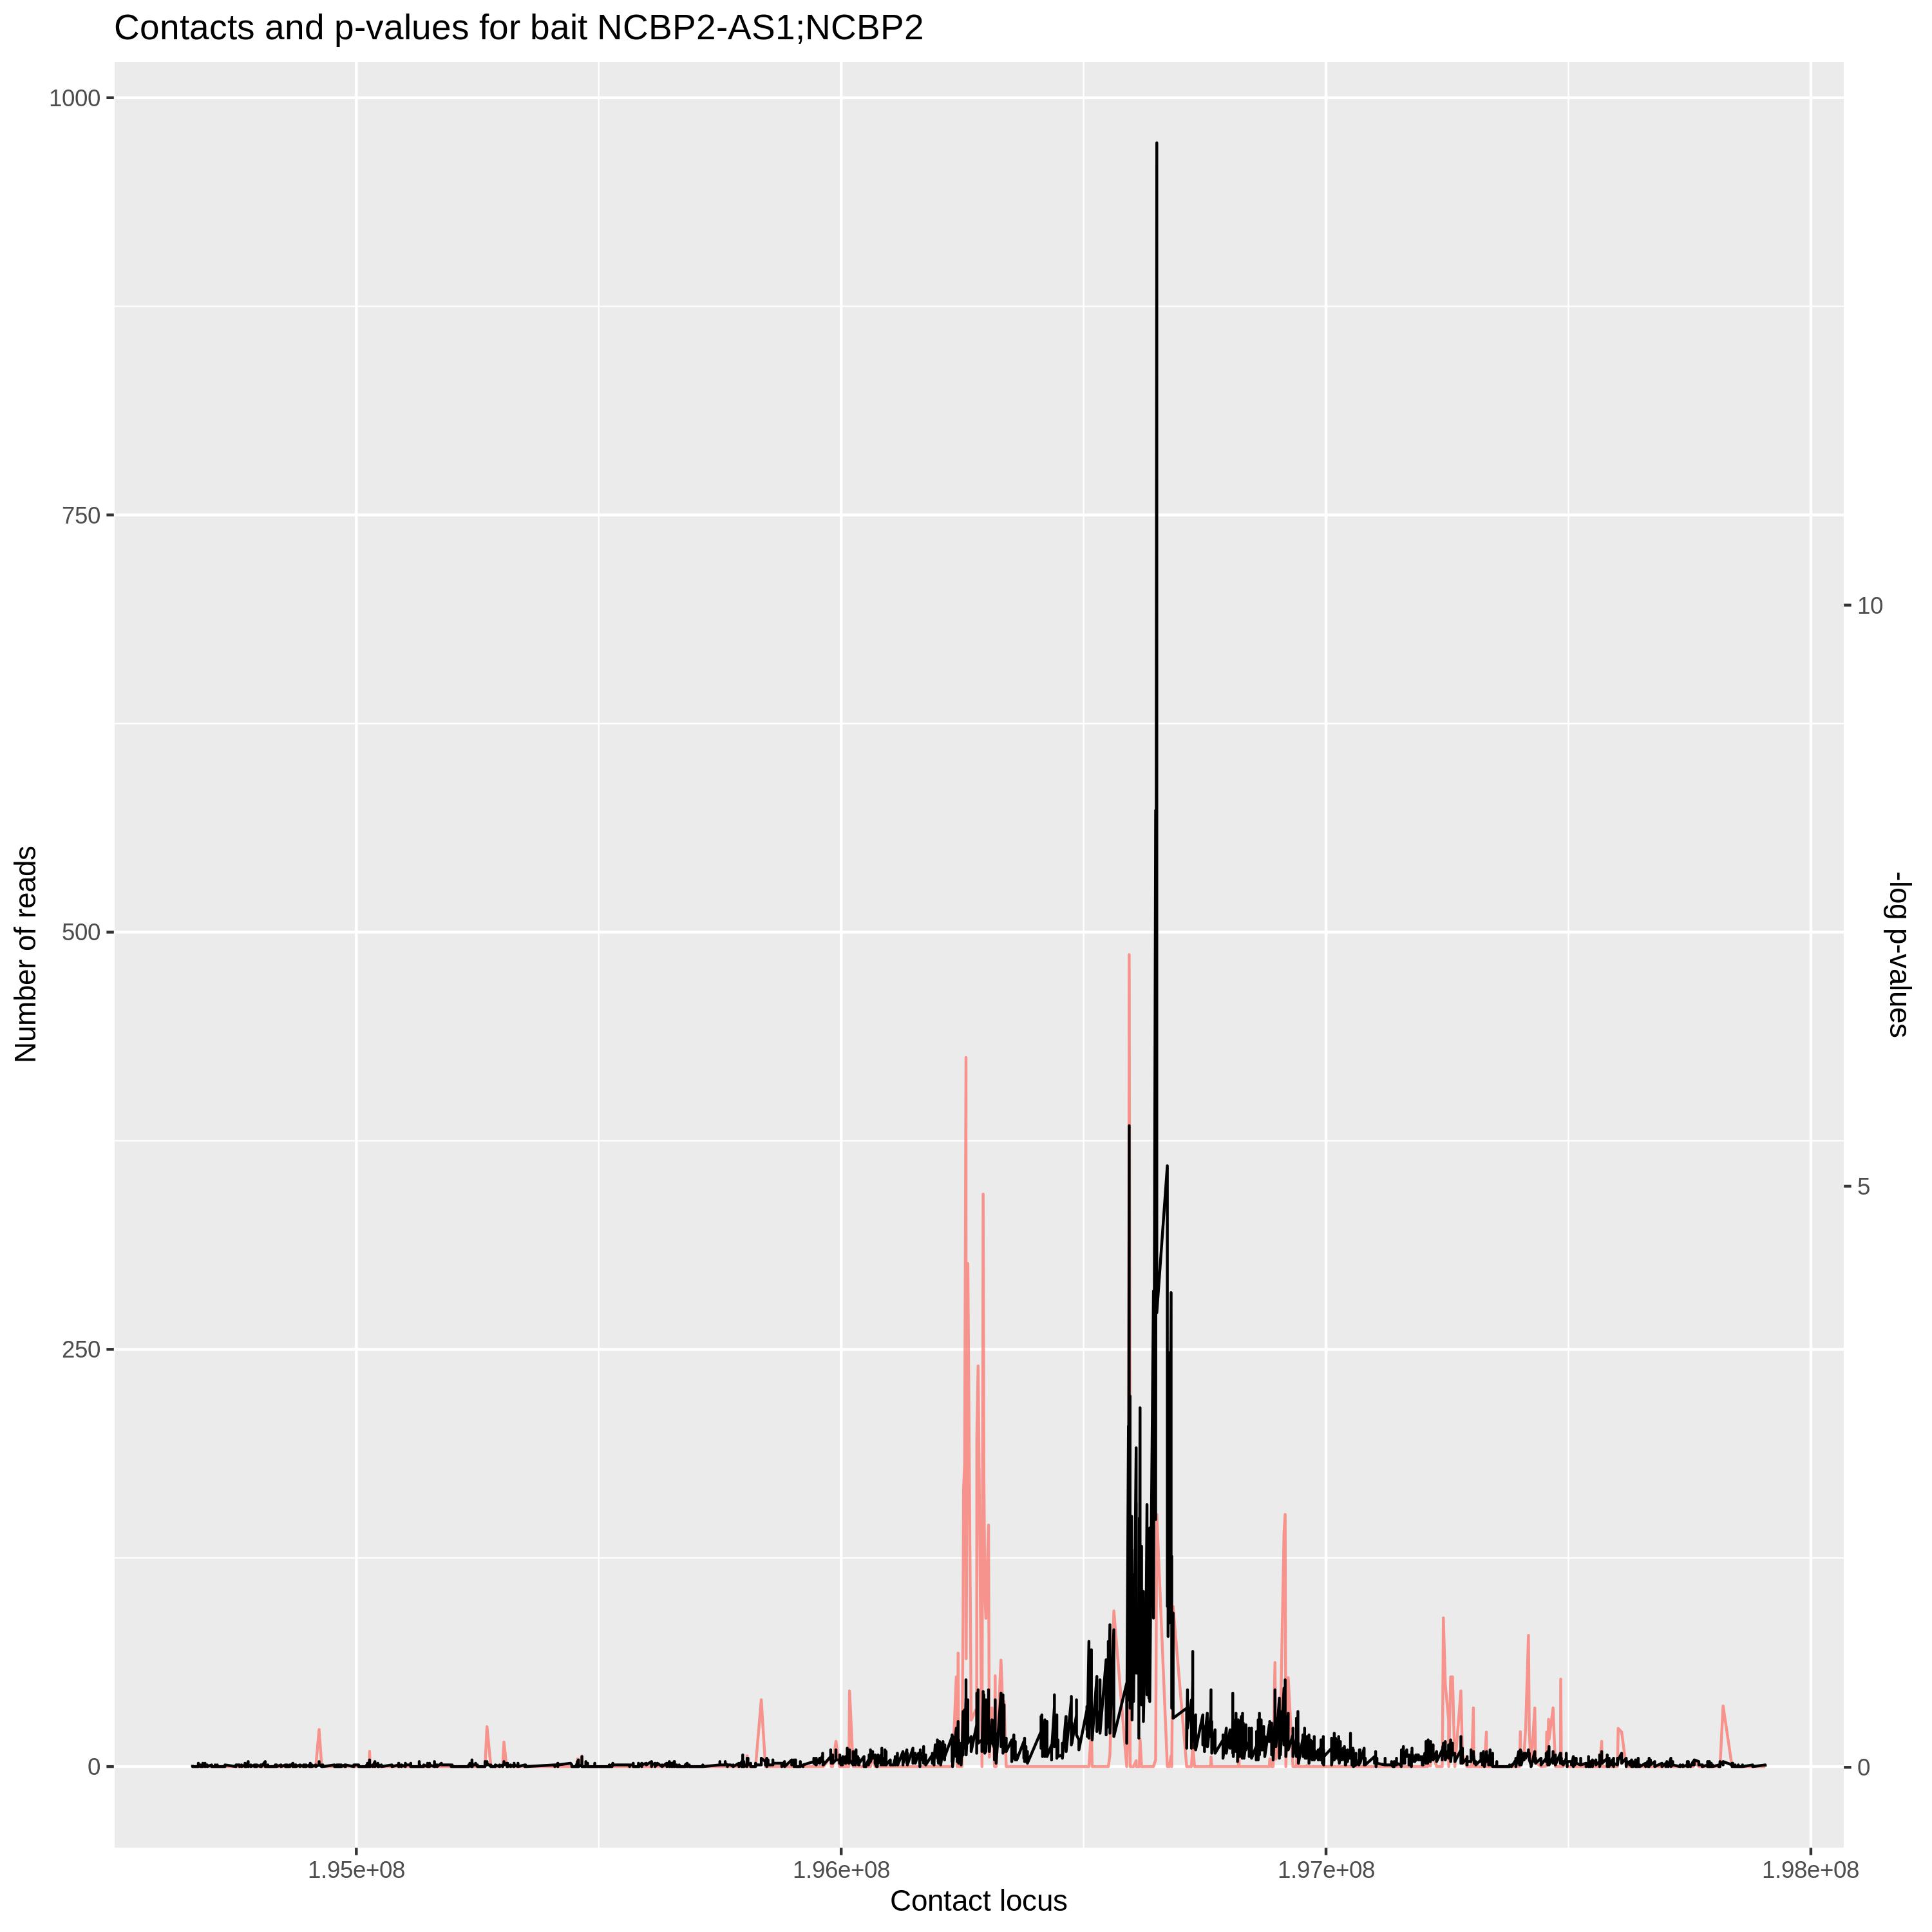 Contacts and p-values for bait NCBP2-AS1;NCBP2
1000
750
500
250
0
Number of reads
10
5
0
-log p-values
1.95e+08
1.96e+08
1.97e+08
1.98e+08
Contact locus